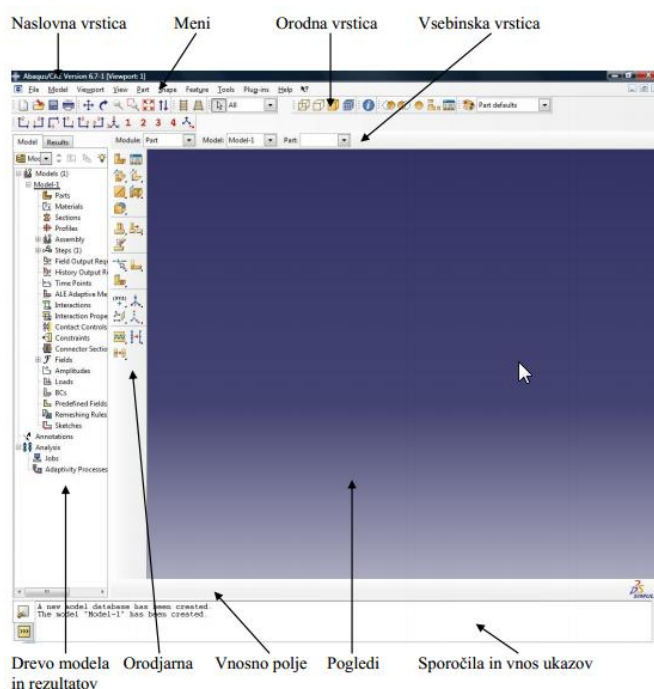 Naslovna vrstica Meni Orodna vrstica Vsebinska vrstica
Abaqus/CAE Version 6.7-1 [Viewport: 1]
File Model Viewport View Part Shape Feature Tools Plug-ins Help
All Part defaults
1 2 3 4
Model Results Module: Part Model: Model-1 Part:
Models (1)
Model-1
Parts
Materials
Sections
Profiles
Assembly
Steps (1)
Field Output Requ
History Output R
Time Points
ALE Adaptive Me
Interactions
Interaction Prope
Contact Controls
Constraints
Connector Sectio
Fields
Amplitudes
Loads
BCs
Predefined Fields
Remeshing Rules
Sketches
Annotations
Analysis
Jobs
Adaptivity Processes
A new model database has been created.
The model "Model-1" has been created.
Drevo modela Orodjarna Vnosno polje Pogledi Sporočila in vnos ukazov
in rezultatov